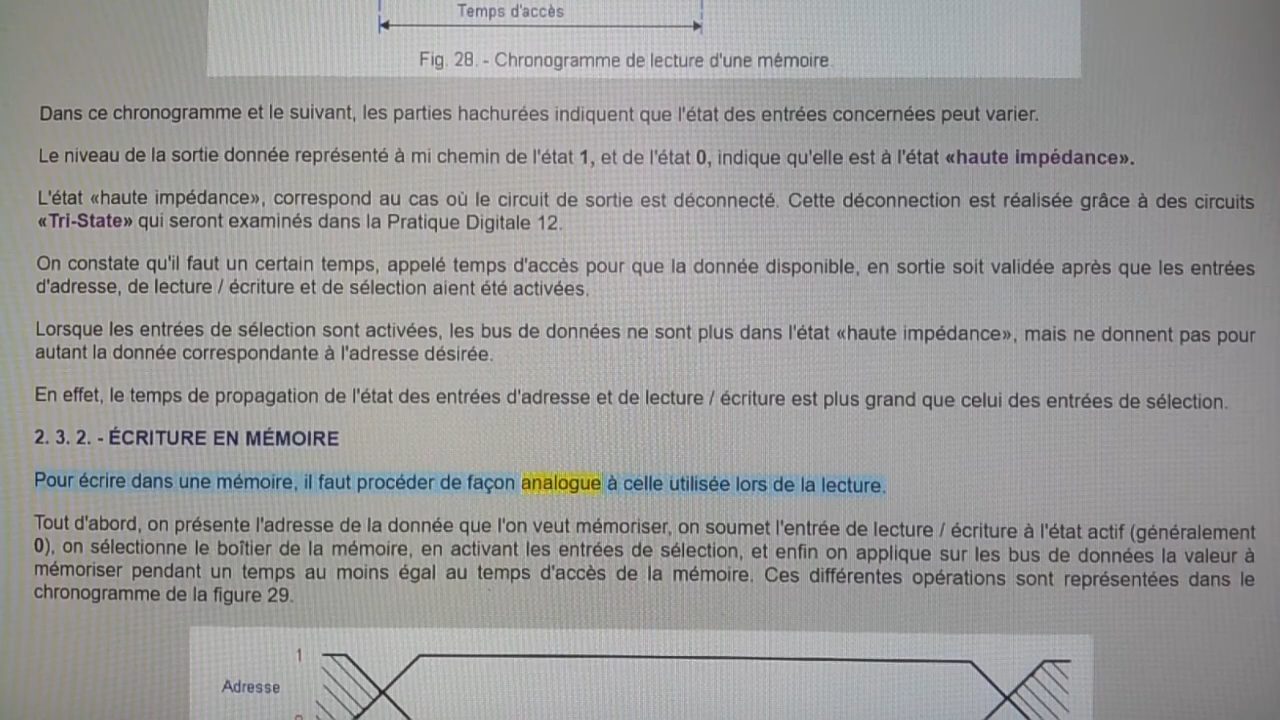 Temps d'accès
Fig. 28. - Chronogramme de lecture d'une mémoire
Dans ce chronogramme et le suivant, les parties hachurées indiquent que l'état des entrées concernées peut varier.
Le niveau de la sortie donnée représenté à mi chemin de l'état 1, et de l'état 0, indique qu'elle est à l'état «haute impédance».
L'état «haute impédance», correspond au cas où le circuit de sortie est déconnecté. Cette déconnection est réalisée grâce à des circuits
«Tri-State» qui seront examinés dans la Pratique Digitale 12.
On constate qu'il faut un certain temps, appelé temps d'accès pour que la donnée disponible, en sortie soit validée après que les entrées
d'adresse, de lecture / écriture et de sélection aient été activées.
Lorsque les entrées de sélection sont activées, les bus de données ne sont plus dans l'état «haute impédance», mais ne donnent pas pour
autant la donnée correspondante à l'adresse désirée.
En effet, le temps de propagation de l'état des entrées d'adresse et de lecture / écriture est plus grand que celui des entrées de sélection.
2. 3. 2. - ÉCRITURE EN MÉMOIRE
Pour écrire dans une mémoire, il faut procéder de façon analogue à celle utilisée lors de la lecture.
Tout d'abord, on présente l'adresse de la donnée que l'on veut mémoriser, on soumet l'entrée de lecture / écriture à l'état actif (généralement
0), on sélectionne le boîtier de la mémoire, en activant les entrées de sélection, et enfin on applique sur les bus de données la valeur à
mémoriser pendant un temps au moins égal au temps d'accès de la mémoire. Ces différentes opérations sont représentées dans le
chronogramme de la figure 29.
1
Adresse